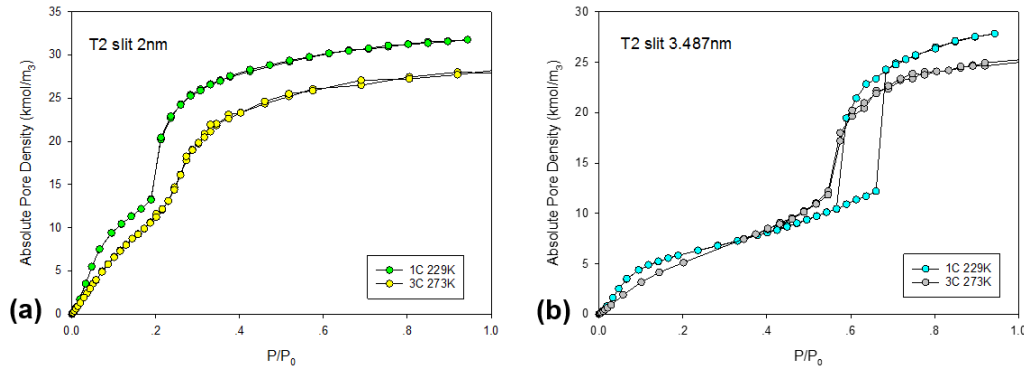 T2 slit 2nm
Absolute Pore Density (kmol/m3)
35
30
25
20
15
10
5
0
0.0
.2
.4
.6
.8
1.0
P/P0
1C 229K
3C 273K
(a)
T2 slit 3.487nm
Absolute Pore Density (kmol/m3)
30
25
20
15
10
5
0
0.0
.2
.4
.6
.8
1.0
P/P0
1C 229K
3C 273K
(b)